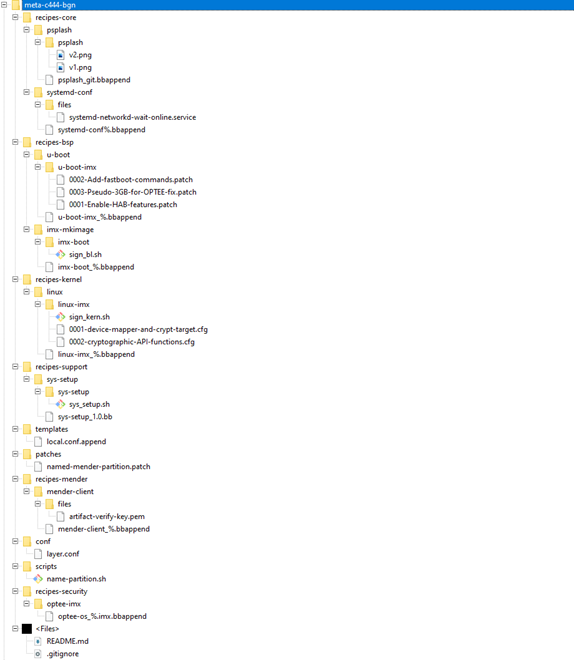 meta-c444-bgn
recipes-core
psplash
psplash
v2.png
v1.png
psplash_git.bbappend
systemd-conf
files
systemd-networkd-wait-online.service
systemd-conf%.bbappend
recipes-bsp
u-boot
u-boot-imx
0002-Add-fastboot-commands.patch
0003-Pseudo-3GB-for-OPTEE-fix.patch
0001-Enable-HAB-features.patch
u-boot-imx_%.bbappend
imx-mkimage
imx-boot
sign_bl.sh
imx-boot_%.bbappend
recipes-kernel
linux
linux-imx
sign_kern.sh
0001-device-mapper-and-crypt-target.cfg
0002-cryptographic-API-functions.cfg
linux-imx_%.bbappend
recipes-support
sys-setup
sys-setup
sys_setup.sh
sys-setup_1.0.bb
templates
local.conf.append
patches
named-mender-partition.patch
recipes-mender
mender-client
files
artifact-verify-key.pem
mender-client_%.bbappend
conf
layer.conf
scripts
name-partition.sh
recipes-security
optee-imx
optee-os_%.imx.bbappend
<Files>
README.md
.gitignore